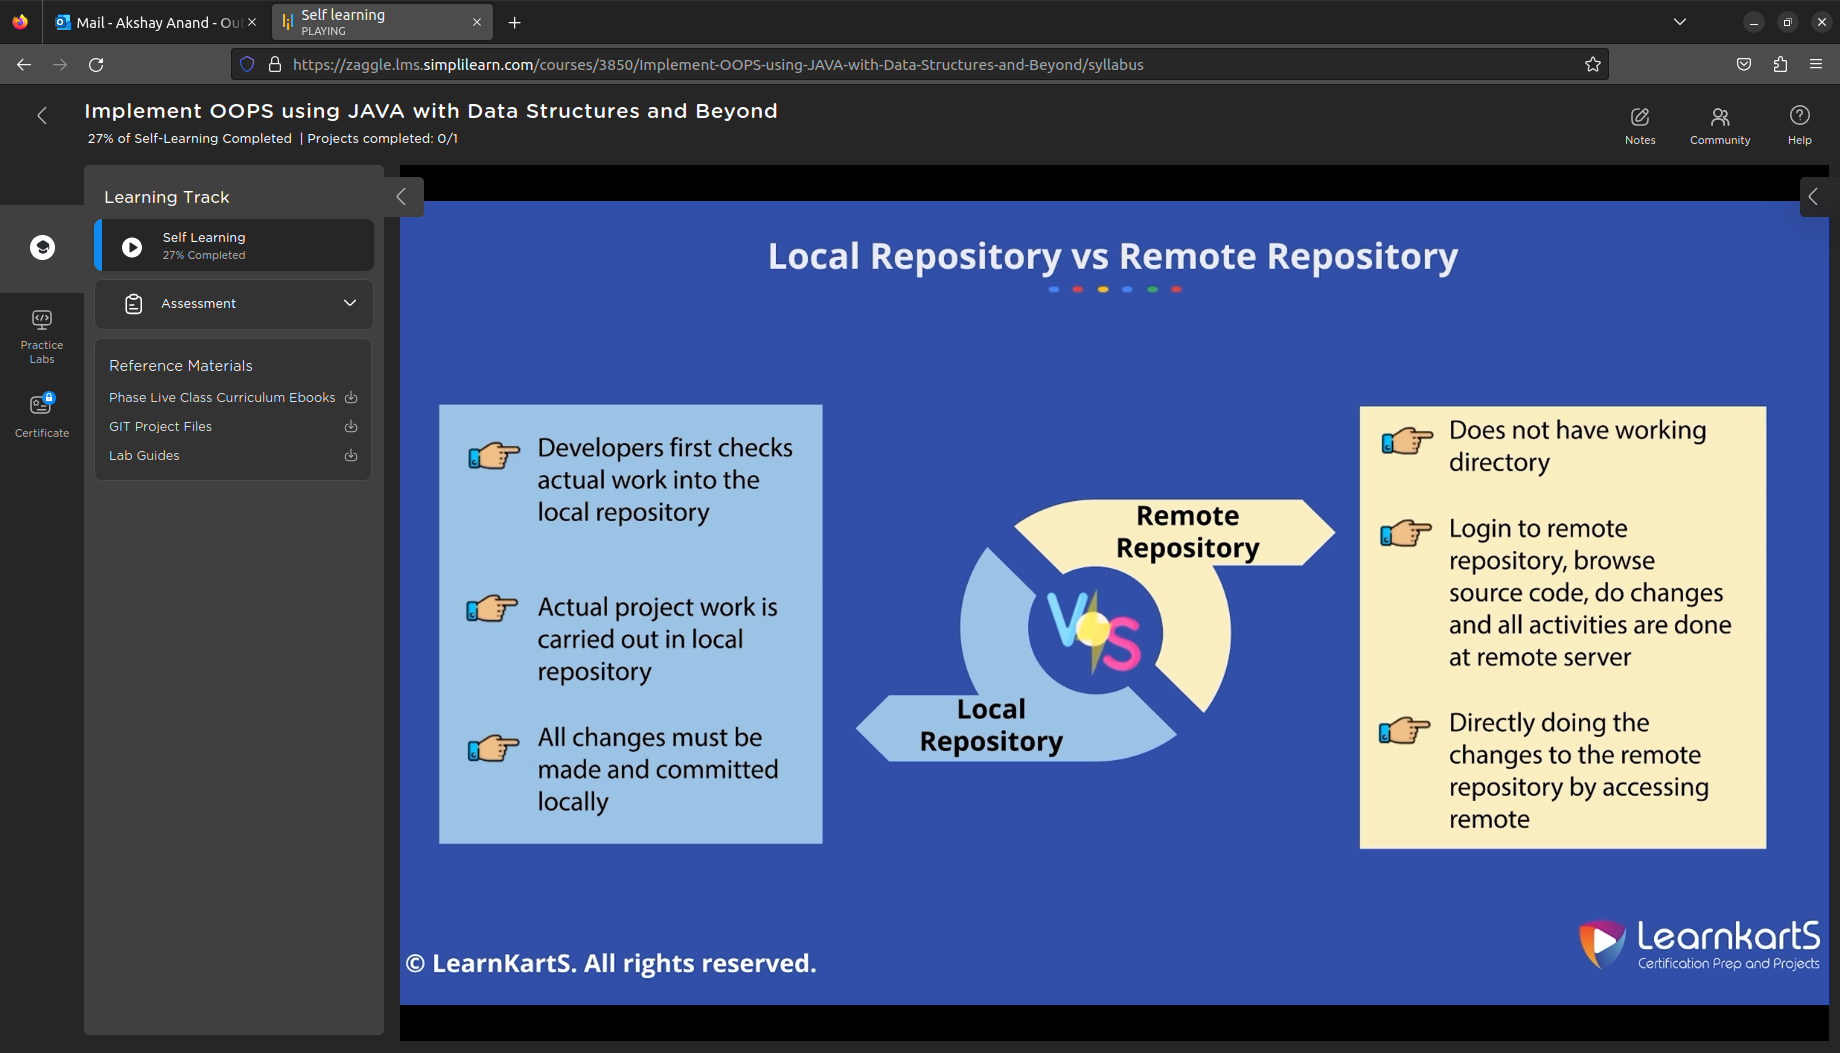 Mail - Akshay Anand - Out
Self learning
PLAYING
https://zaggle.lms.simplilearn.com/courses/3850/Implement-OOPS-using-JAVA-with-Data-Structures-and-Beyond/syllabus
Implement OOPS using JAVA with Data Structures and Beyond
27% of Self-Learning Completed | Projects completed: 0/1
Notes
Community
Help
Practice
Labs
Certificate
Learning Track
Self Learning
27% Completed
Assessment
Reference Materials
Phase Live Class Curriculum Ebooks
GIT Project Files
Lab Guides
Local Repository vs Remote Repository
Developers first checks
actual work into the
local repository
Actual project work is
carried out in local
repository
All changes must be
made and committed
locally
Remote
Repository
VS
Local
Repository
Does not have working
directory
Login to remote
repository, browse
source code, do changes
and all activities are done
at remote server
Directly doing the
changes to the remote
repository by accessing
remote
© LearnKartS. All rights reserved.
LearnkartS
Certification Prep and Projects